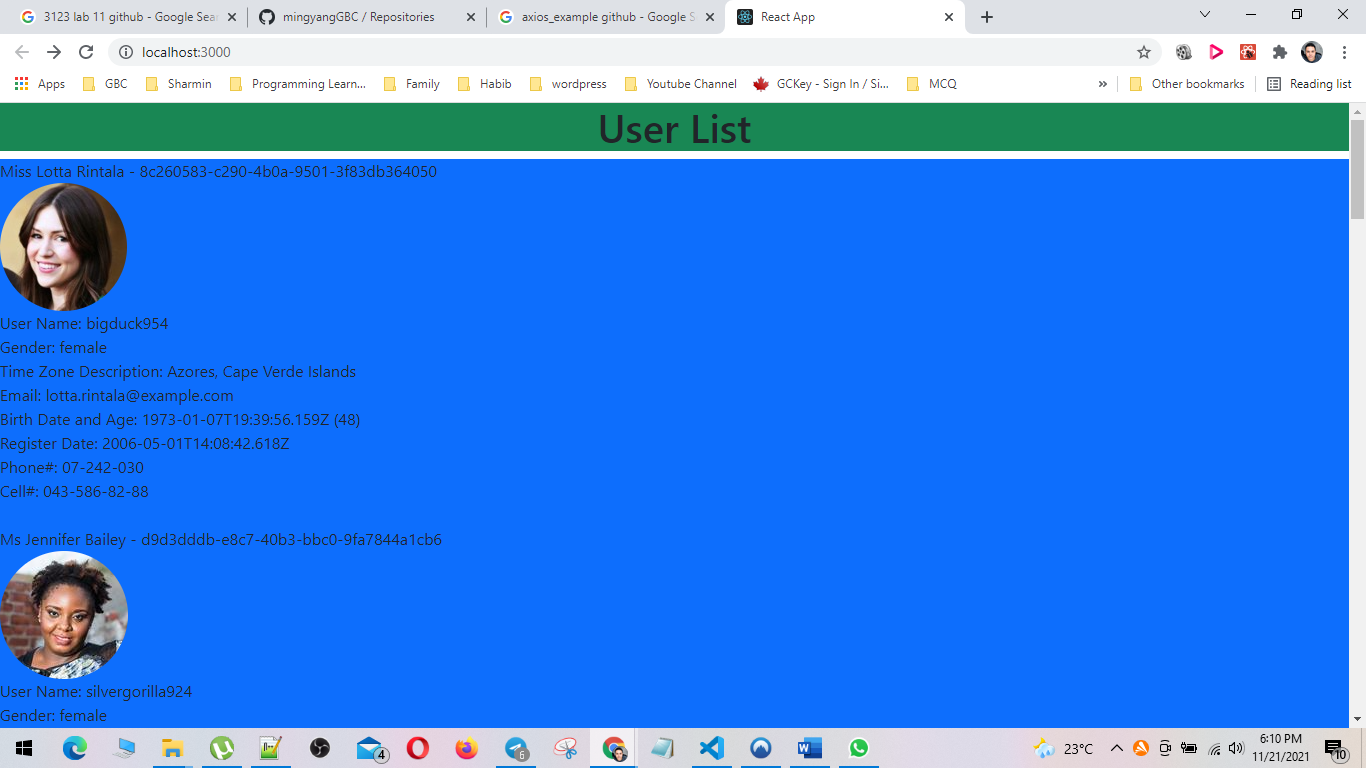 3123 lab 11 github - Google Sear
mingyangGBC / Repositories
axios_example github - Google S
React App
localhost:3000
Apps
GBC
Sharmin
Programming Learn...
Family
Habib
wordpress
Youtube Channel
GCKey - Sign In / Si...
MCQ
»
Other bookmarks
Reading list
User List
Miss Lotta Rintala - 8c260583-c290-4b0a-9501-3f83db364050
User Name: bigduck954
Gender: female
Time Zone Description: Azores, Cape Verde Islands
Email: lotta.rintala@example.com
Birth Date and Age: 1973-01-07T19:39:56.159Z (48)
Register Date: 2006-05-01T14:08:42.618Z
Phone#: 07-242-030
Cell#: 043-586-82-88
Ms Jennifer Bailey - d9d3dddb-e8c7-40b3-bbc0-9fa7844a1cb6
User Name: silvergorilla924
Gender: female
4
6
23°C
6:10 PM
11/21/2021
10